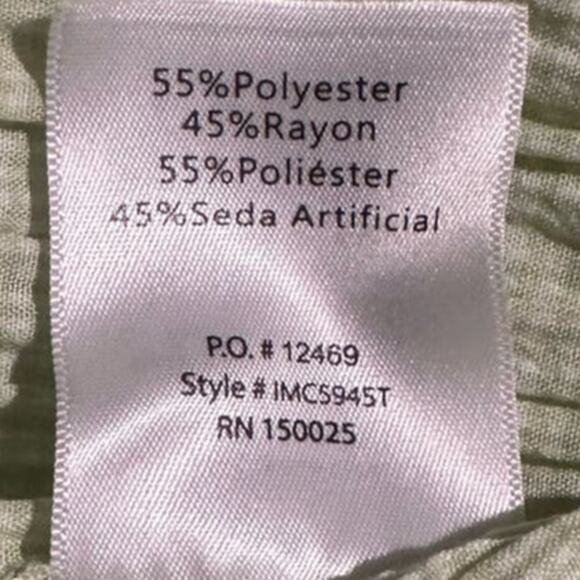 55%Polyester
45%Rayon
55%Poliéster
45%Seda Artificial
P.O. # 12469
Style # IMC5945T
RN 150025